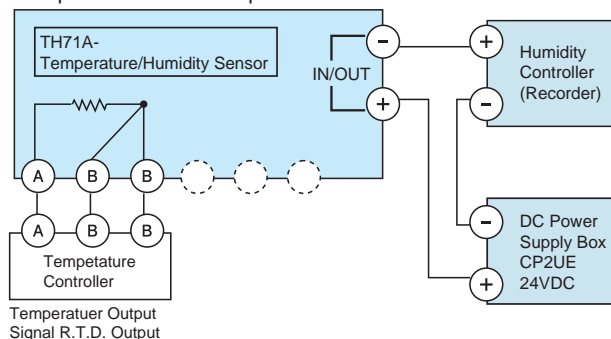 TH71A-
Temperature/Humidity Sensor
IN/OUT
−
+
+
−
Humidity
Controller
(Recorder)
A B B
A B B
Tempetature
Controller
−
+
DC Power
Supply Box
CP2UE
24VDC
Temperatuer Output
Signal R.T.D. Output